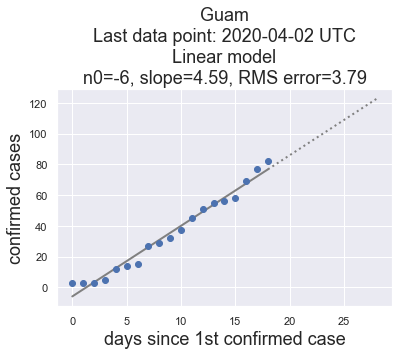 Guam
Last data point: 2020-04-02 UTC
Linear model
n0=-6, slope=4.59, RMS error=3.79
120
100
80
60
40
20
0
confirmed cases
0 5 10 15 20 25
days since 1st confirmed case